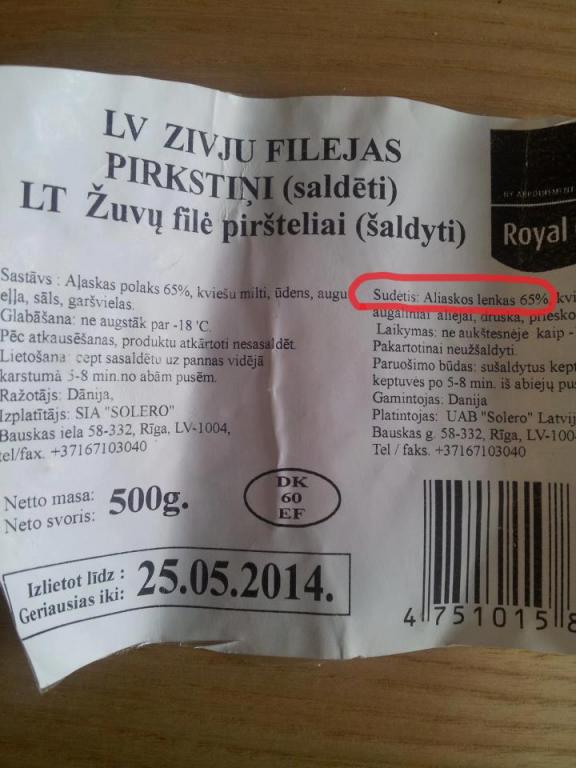 LV ZIVJU FILEJAS
PIRKSTIŅI (saldēti)
LT Žuvų filė piršteliai (šaldyti)
BY APPOINTMENT
Royal
Sastāvs : Aļaskas polaks 65%, kviešu milti, ūdens, augu
eļļa, sāls, garšvielas.
Glabāšana: ne augstāk par -18 'C.
Pēc atkausēšanas, produktu atkārtoti nesasaldēt.
Lietošana: cept sasaldētu uz pannas vidējā
karstumā 5-8 min.no abām pusēm.
Ražotājs: Dānija,
Izplatītājs: SIA "SOLERO"
Bauskas iela 58-332, Rīga, LV-1004,
tel/fax. +37167103040
Sudėtis: Aliaskos lenkas 65%, kvi
augaliniai aliejai, druska, priesko
Laikymas: ne aukštesnėje kaip -
Pakartotinai neužšaldyti.
Paruošimo būdas: sušaldytus kept
keptuvės po 5-8 min. iš abiejų pus
Gamintojas: Danija
Platintojas: UAB "Solero" Latvij
Bauskas g. 58-332, Rīga, LV-100
Tel / faks. +37167103040
Netto masa: 500g.
Neto svoris:
DK
60
EF
Izlietot līdz : 25.05.2014.
Geriausias iki:
4 751015 8